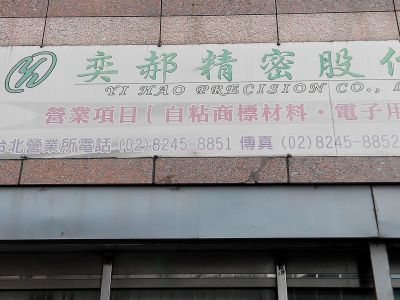 奕郝精密股份
YI HAO PRECISION CO., L
營業項目{自粘商標材料·電子用
台北營業所電話 (02)8245-8851 傳真 (02)8245-8852